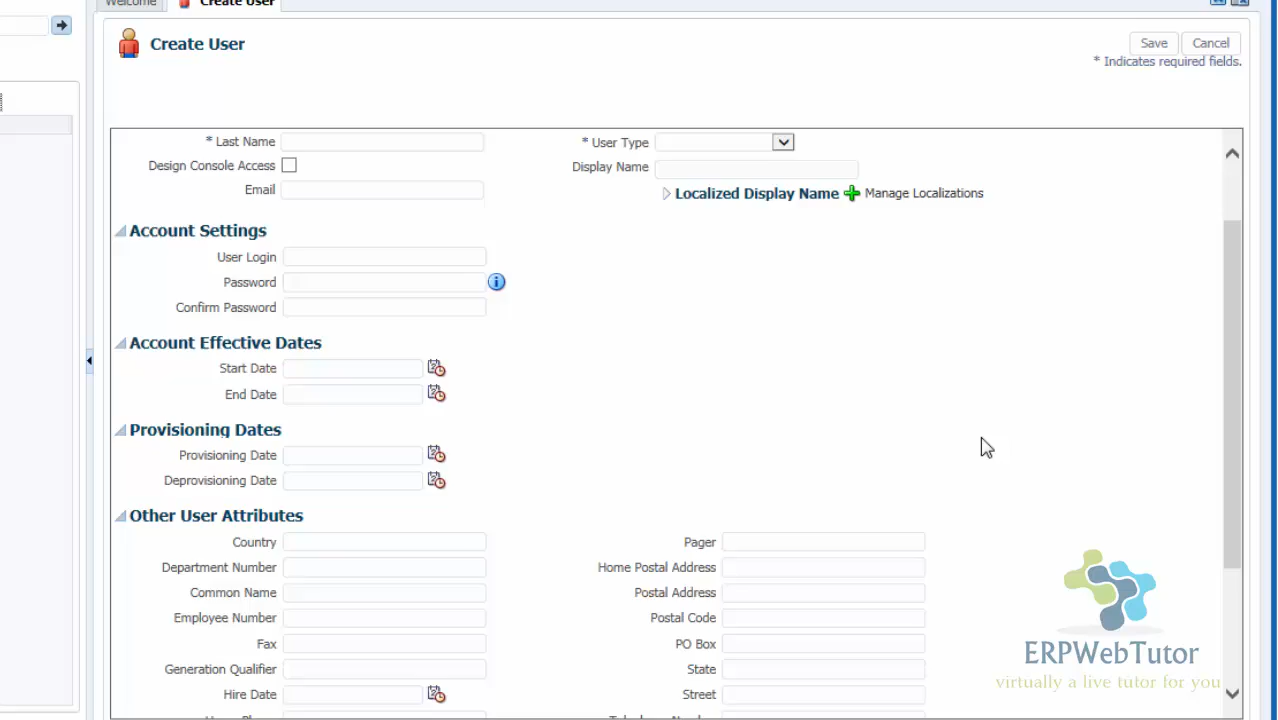 Welcome
Create User
Create User
Save
Cancel
* Indicates required fields.
* Last Name
* User Type
Design Console Access
Display Name
Email
Localized Display Name
Manage Localizations
Account Settings
User Login
Password
Confirm Password
Account Effective Dates
Start Date
End Date
Provisioning Dates
Provisioning Date
Deprovisioning Date
Other User Attributes
Country
Pager
Department Number
Home Postal Address
Common Name
Postal Address
Employee Number
Postal Code
Fax
PO Box
Generation Qualifier
State
Hire Date
Street
ERPWebTutor
virtually a live tutor for you